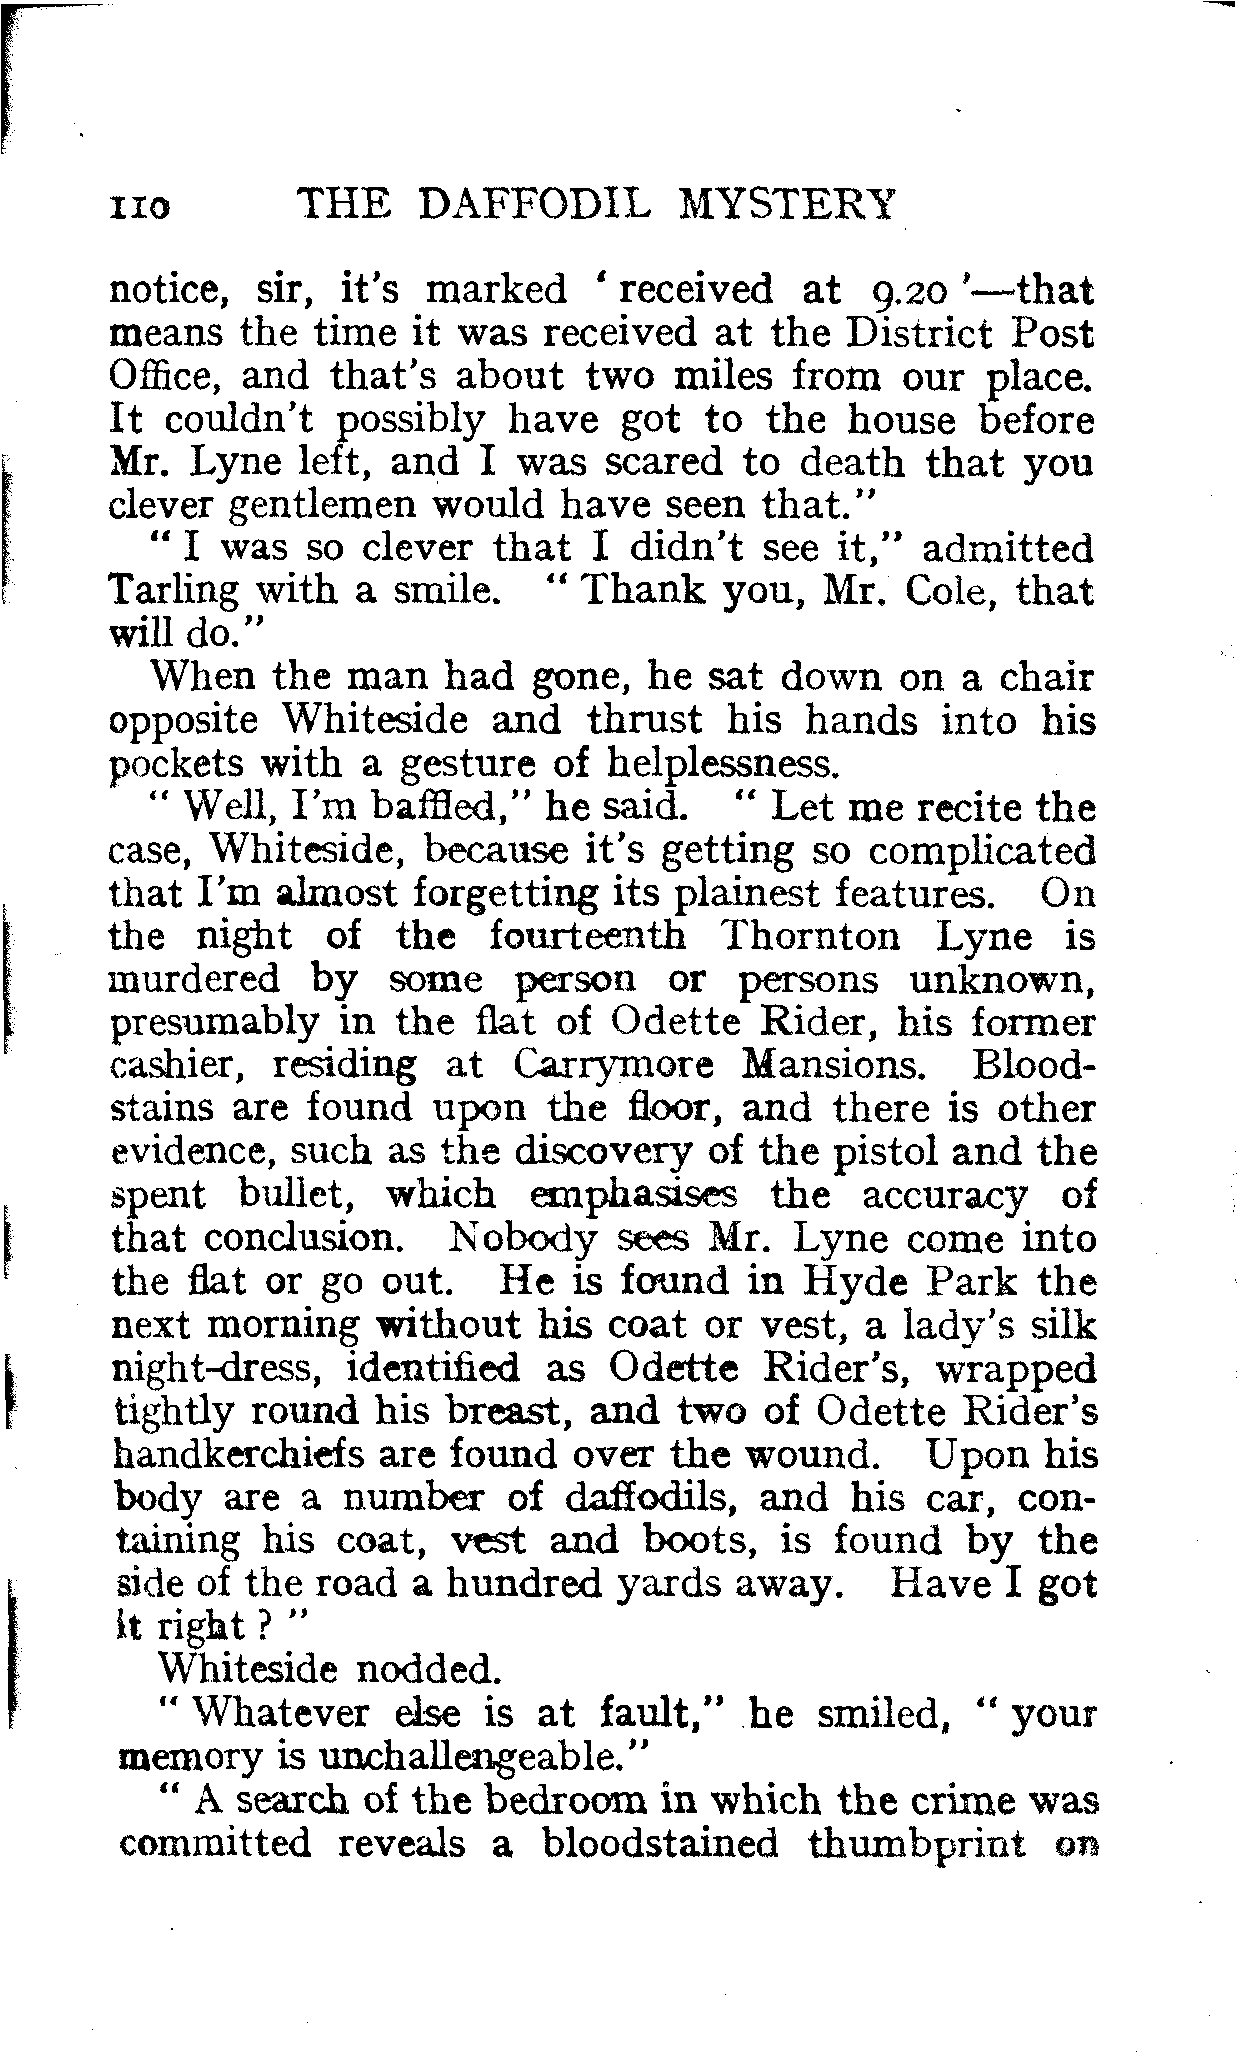 110 THE DAFFODIL MYSTERY
notice, sir, it's marked ‘ received at 9.20 ’—that
means the time it was received at the District Post
Office, and that's about two miles from our place.
It couldn't possibly have got to the house before
Mr. Lyne left, and I was scared to death that you
clever gentlemen would have seen that.”
“ I was so clever that I didn't see it,” admitted
Tarling with a smile. “ Thank you, Mr. Cole, that
will do.”
When the man had gone, he sat down on a chair
opposite Whiteside and thrust his hands into his
pockets with a gesture of helplessness.
“ Well, I'm baffled,” he said. “ Let me recite the
case, Whiteside, because it's getting so complicated
that I'm almost forgetting its plainest features. On
the night of the fourteenth Thornton Lyne is
murdered by some person or persons unknown,
presumably in the flat of Odette Rider, his former
cashier, residing at Carrymore Mansions. Blood-
stains are found upon the floor, and there is other
evidence, such as the discovery of the pistol and the
spent bullet, which emphasises the accuracy of
that conclusion. Nobody sees Mr. Lyne come into
the flat or go out. He is found in Hyde Park the
next morning without his coat or vest, a lady's silk
night-dress, identified as Odette Rider's, wrapped
tightly round his breast, and two of Odette Rider's
handkerchiefs are found over the wound. Upon his
body are a number of daffodils, and his car, con-
taining his coat, vest and boots, is found by the
side of the road a hundred yards away. Have I got
it right ? ”
Whiteside nodded.
“ Whatever else is at fault,” he smiled, “ your
memory is unchallengeable.”
“ A search of the bedroom in which the crime was
committed reveals a bloodstained thumbprint on